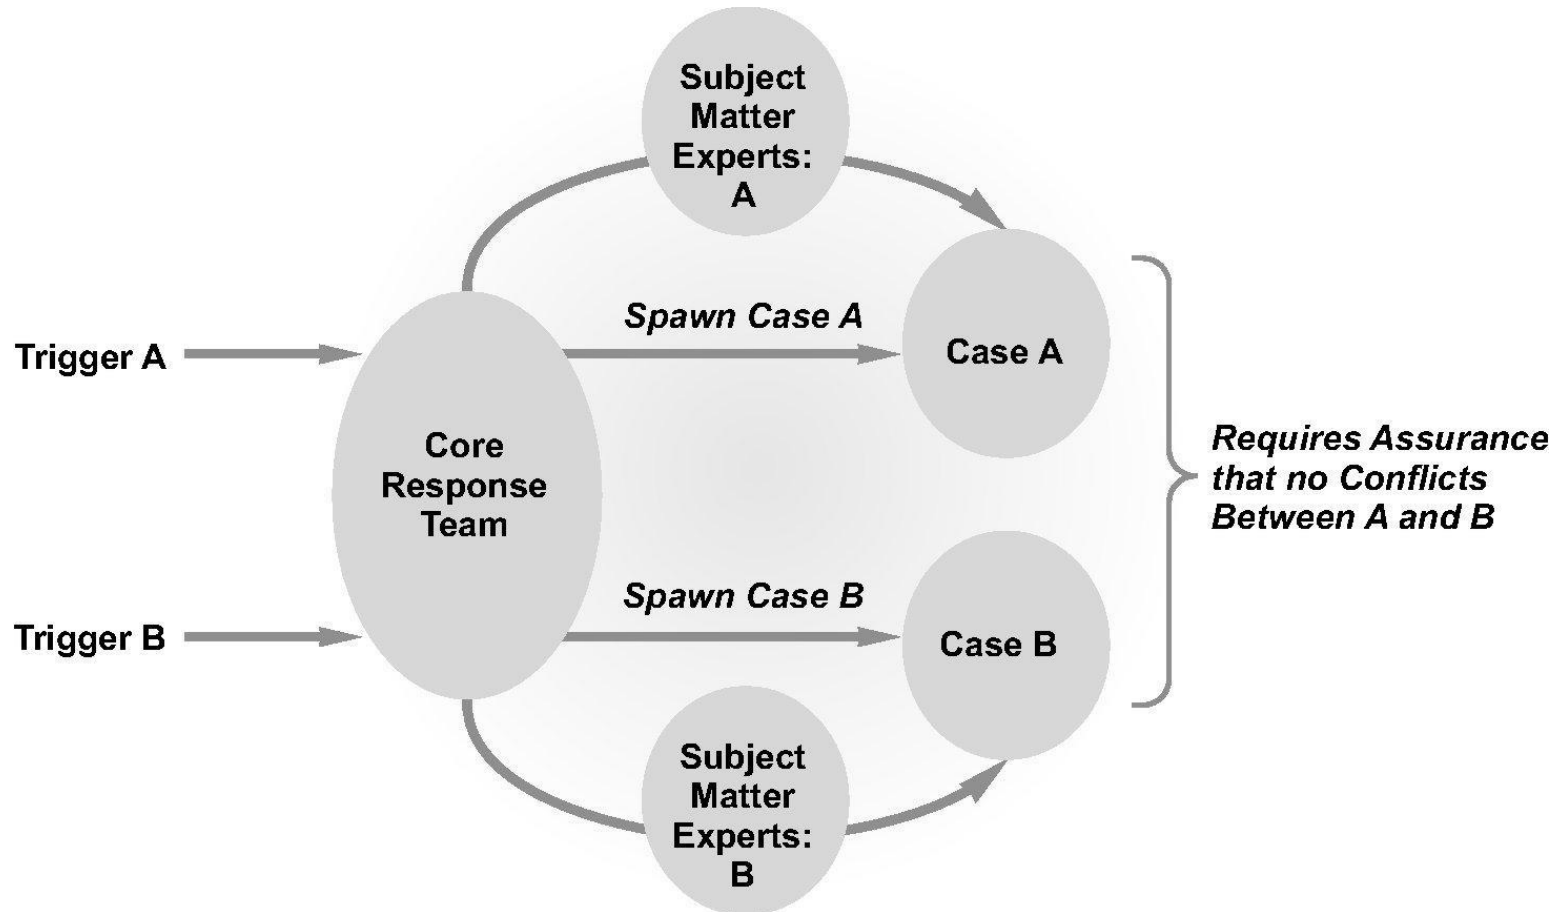 Subject
Matter
Experts:
A
Spawn Case A
Trigger A
Case A
Core
Response
Team
Requires Assurance
that no Conflicts
Between A and B
Spawn Case B
Trigger B
Case B
Subject
Matter
Experts:
B